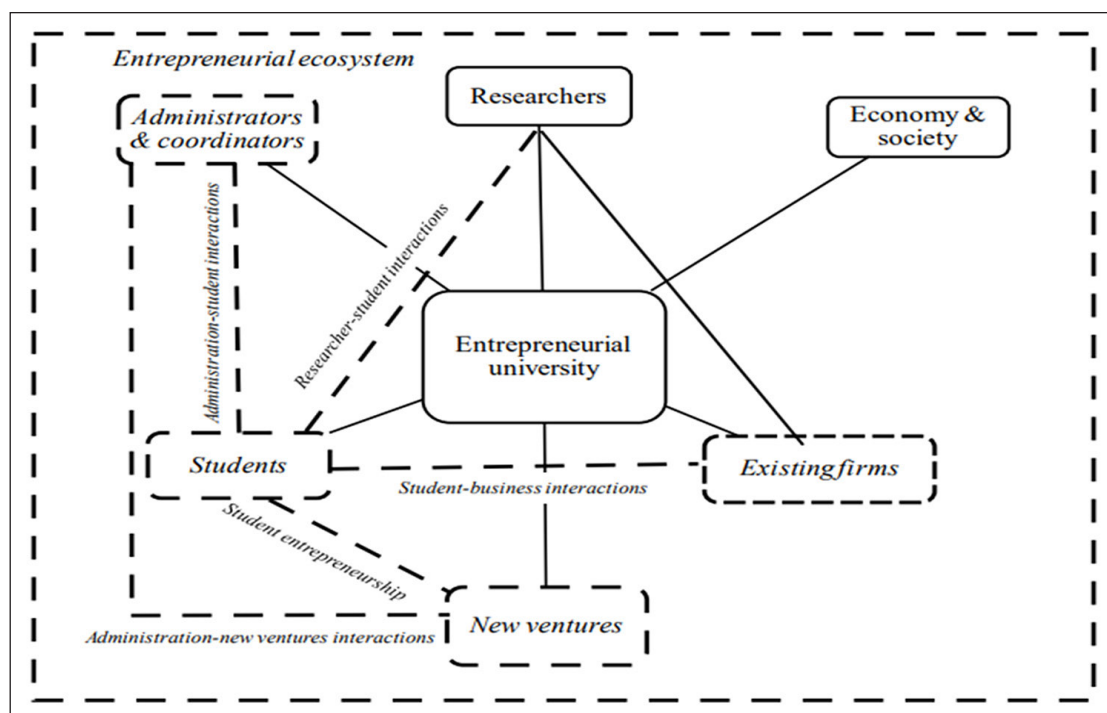 Entrepreneurial ecosystem
Researchers
Administrators
& coordinators
Economy &
society
Administration-student interactions
Researcher-student interactions
Entrepreneurial
university
Students
Existing firms
Student-business interactions
Student entrepreneurship
New ventures
Administration-new ventures interactions